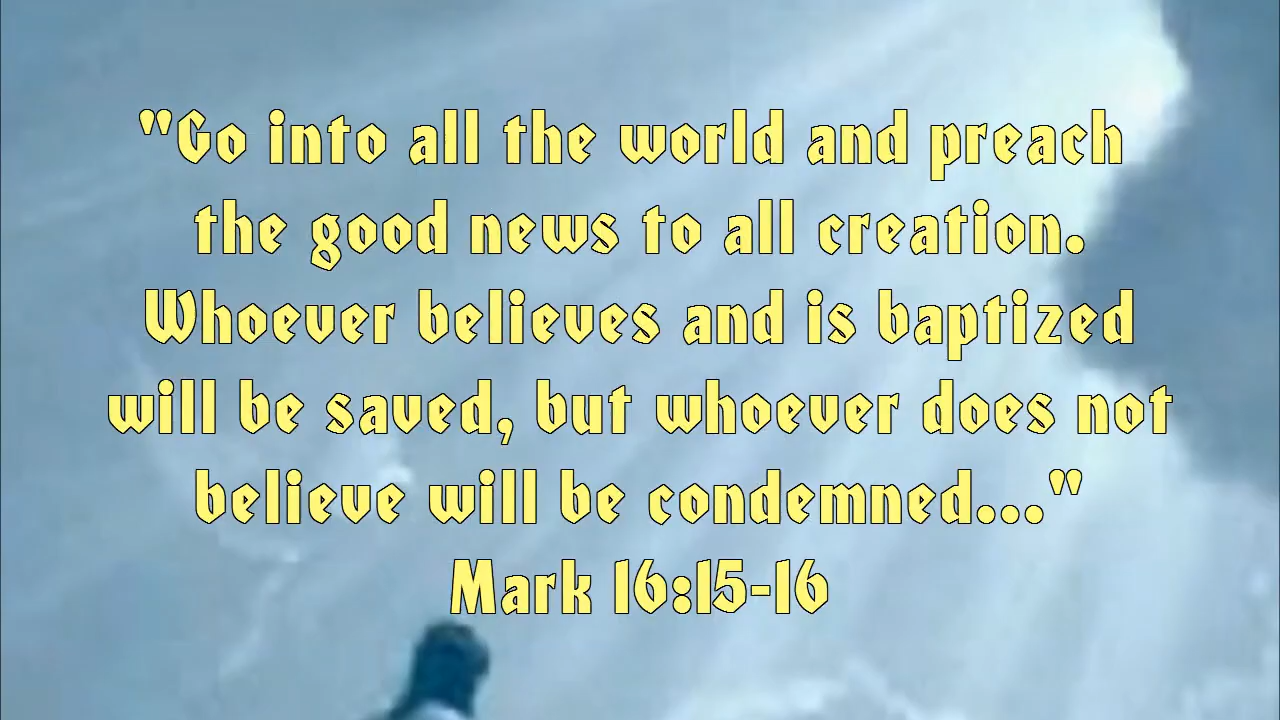 "Go into all the world and preach
the good news to all creation.
Whoever believes and is baptized
will be saved, but whoever does not
believe will be condemned..."
Mark 16:15-16